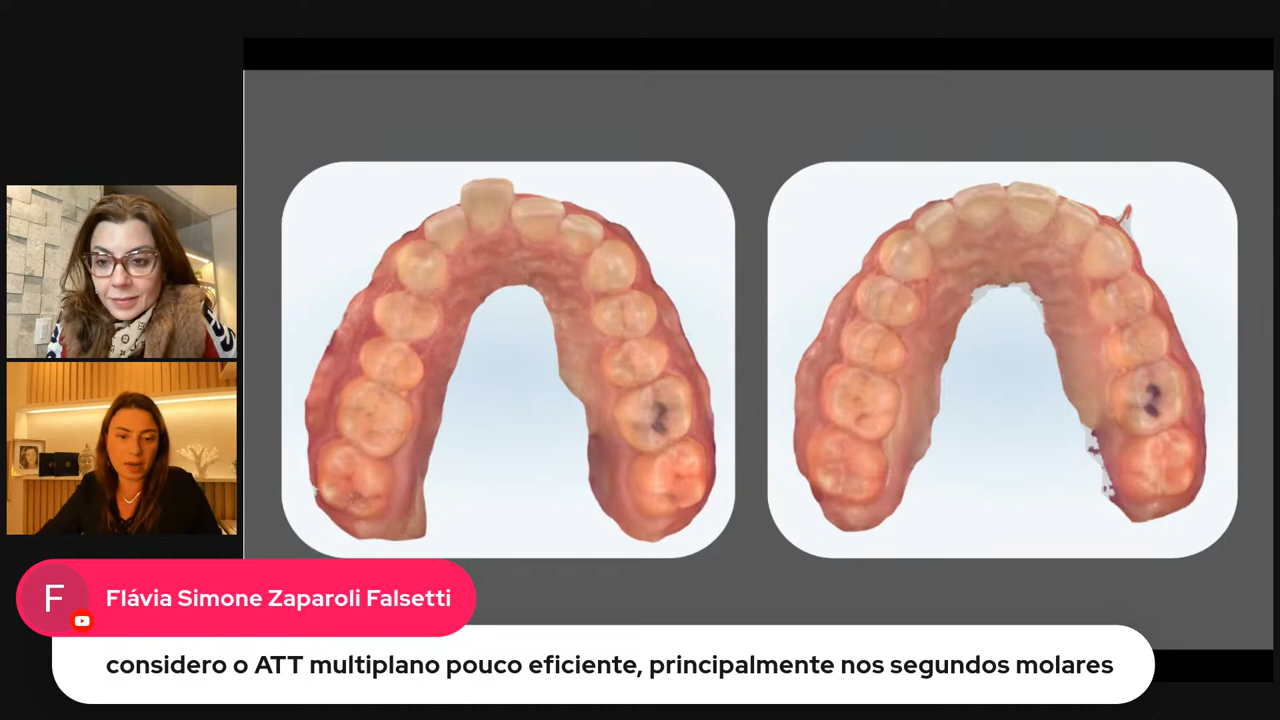 F
Flávia Simone Zaparoli Falsetti
considero o ATT multiplano pouco eficiente, principalmente nos segundos molares